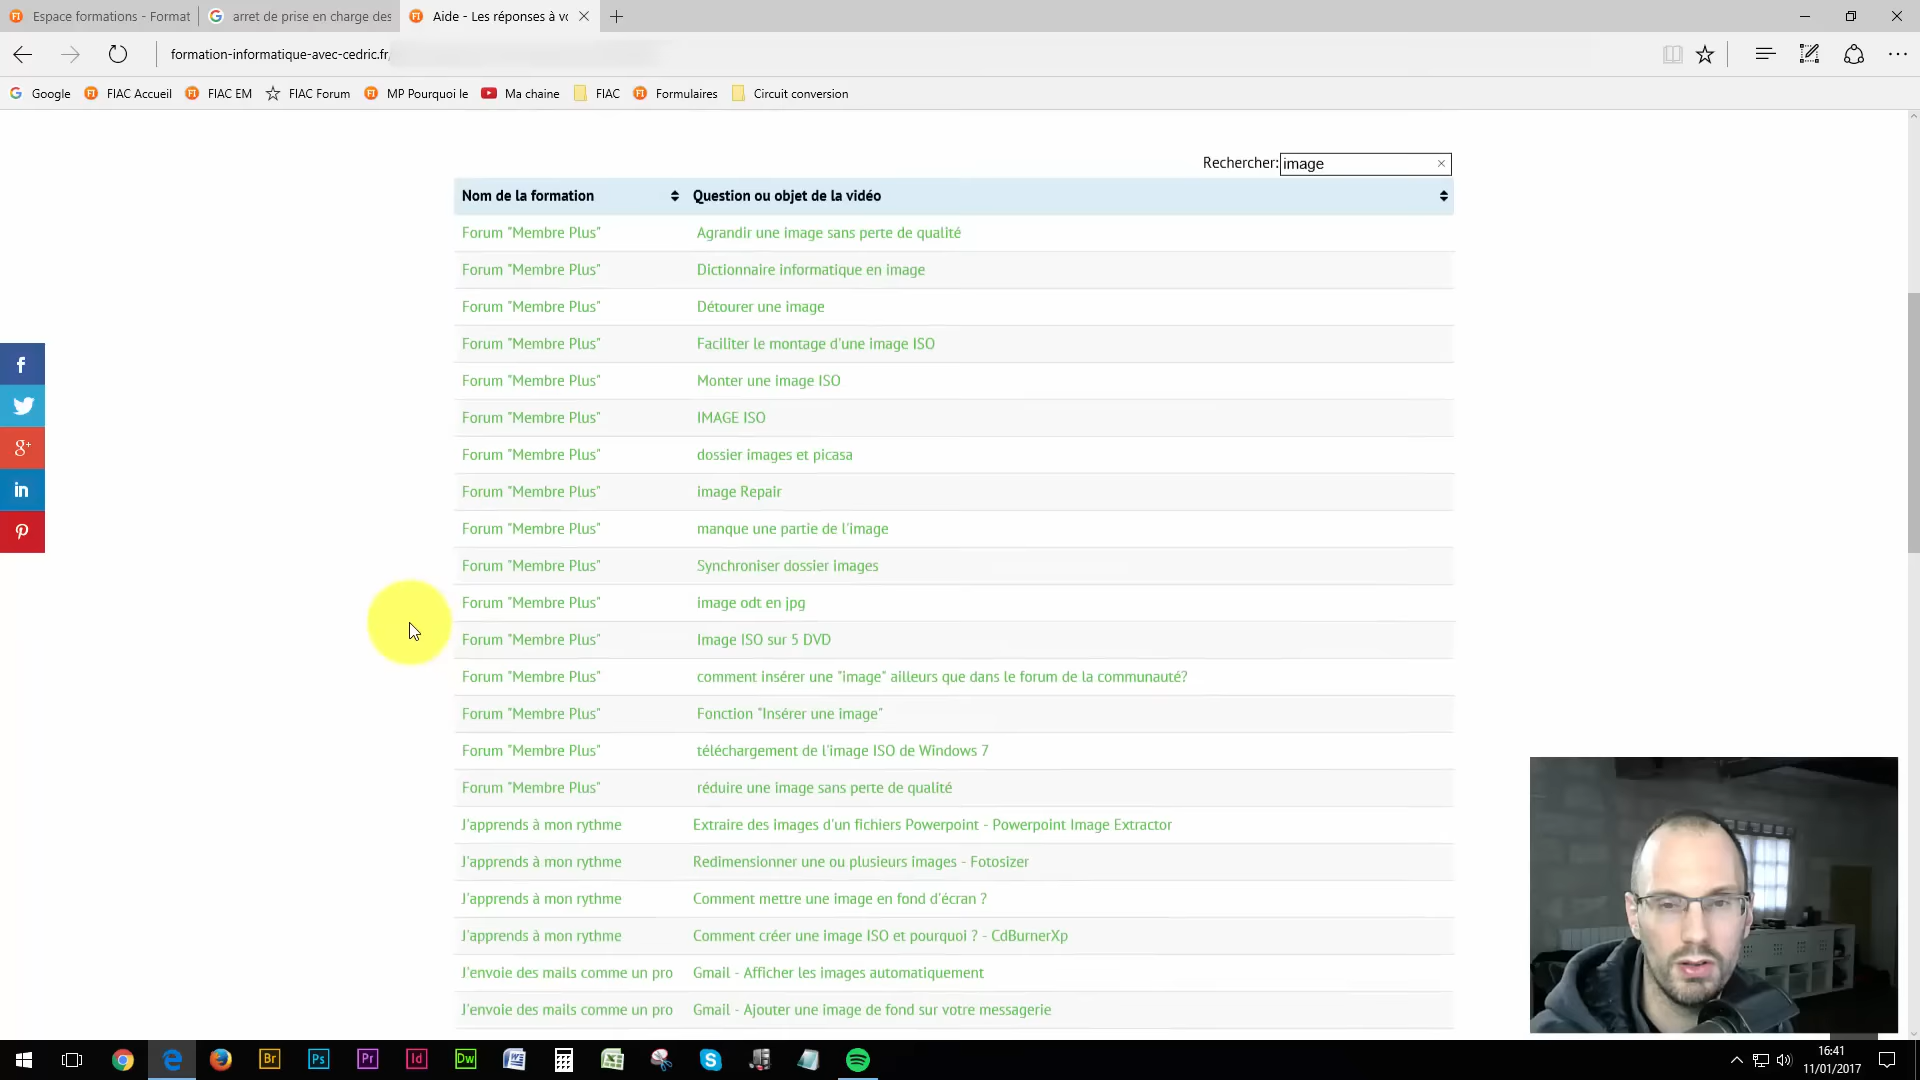 Espace formations - Format
arret de prise en charge des
Aide - Les réponses à vo
formation-informatique-avec-cedric.fr/
Google FIAC Accueil FIAC EM FIAC Forum MP Pourquoi le Ma chaine FIAC Formulaires Circuit conversion
Rechercher: image
Nom de la formation Question ou objet de la vidéo
Forum "Membre Plus" Agrandir une image sans perte de qualité
Forum "Membre Plus" Dictionnaire informatique en image
Forum "Membre Plus" Détourer une image
Forum "Membre Plus" Faciliter le montage d'une image ISO
Forum "Membre Plus" Monter une image ISO
Forum "Membre Plus" IMAGE ISO
Forum "Membre Plus" dossier images et picasa
Forum "Membre Plus" image Repair
Forum "Membre Plus" manque une partie de l'image
Forum "Membre Plus" Synchroniser dossier images
Forum "Membre Plus" image odt en jpg
Forum "Membre Plus" Image ISO sur 5 DVD
Forum "Membre Plus" comment insérer une "image" ailleurs que dans le forum de la communauté?
Forum "Membre Plus" Fonction "Insérer une image"
Forum "Membre Plus" téléchargement de l'image ISO de Windows 7
Forum "Membre Plus" réduire une image sans perte de qualité
J'apprends à mon rythme Extraire des images d'un fichiers Powerpoint - Powerpoint Image Extractor
J'apprends à mon rythme Redimensionner une ou plusieurs images - Fotosizer
J'apprends à mon rythme Comment mettre une image en fond d'écran ?
J'apprends à mon rythme Comment créer une image ISO et pourquoi ? - CdBurnerXp
J'envoie des mails comme un pro Gmail - Afficher les images automatiquement
J'envoie des mails comme un pro Gmail - Ajouter une image de fond sur votre messagerie
Br Ps Pr Id Dw
16:41
11/01/2017